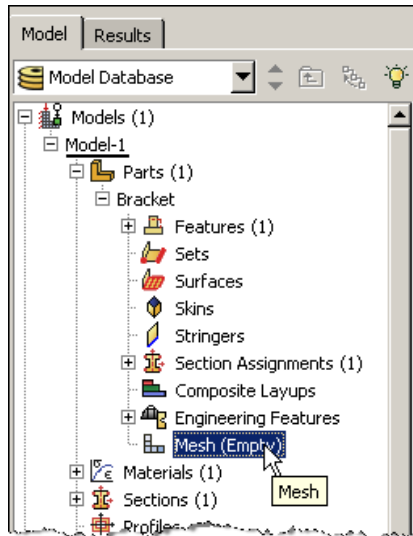 Model Results
Model Database
Models (1)
Model-1
Parts (1)
Bracket
Features (1)
Sets
Surfaces
Skins
Stringers
Section Assignments (1)
Composite Layups
Engineering Features
Mesh (Empty)
Materials (1)
Mesh
Sections (1)
Profiles